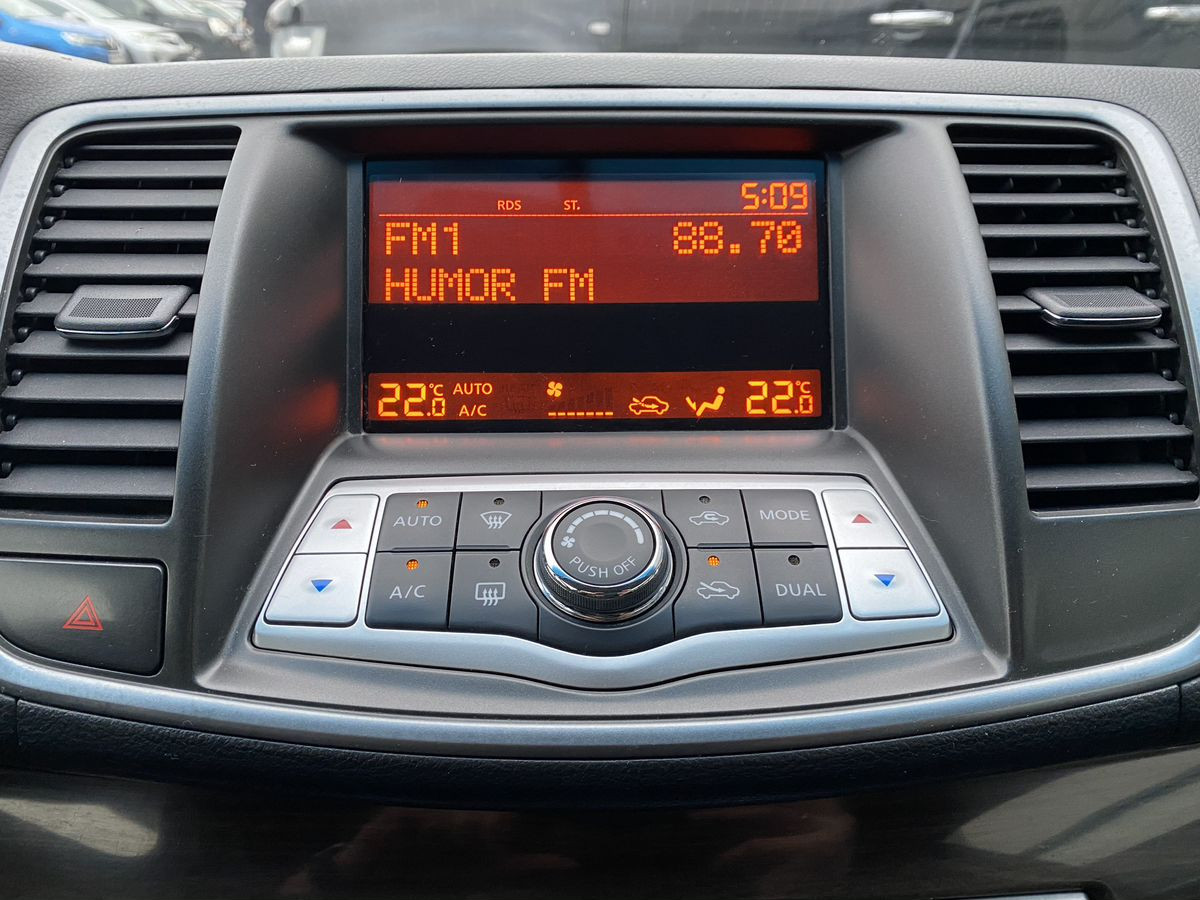 RDS ST. 5:09
FM1 88.70
HUMOR FM
22.0°C AUTO A/C 22.0°C
AUTO MODE
PUSH OFF
A/C DUAL